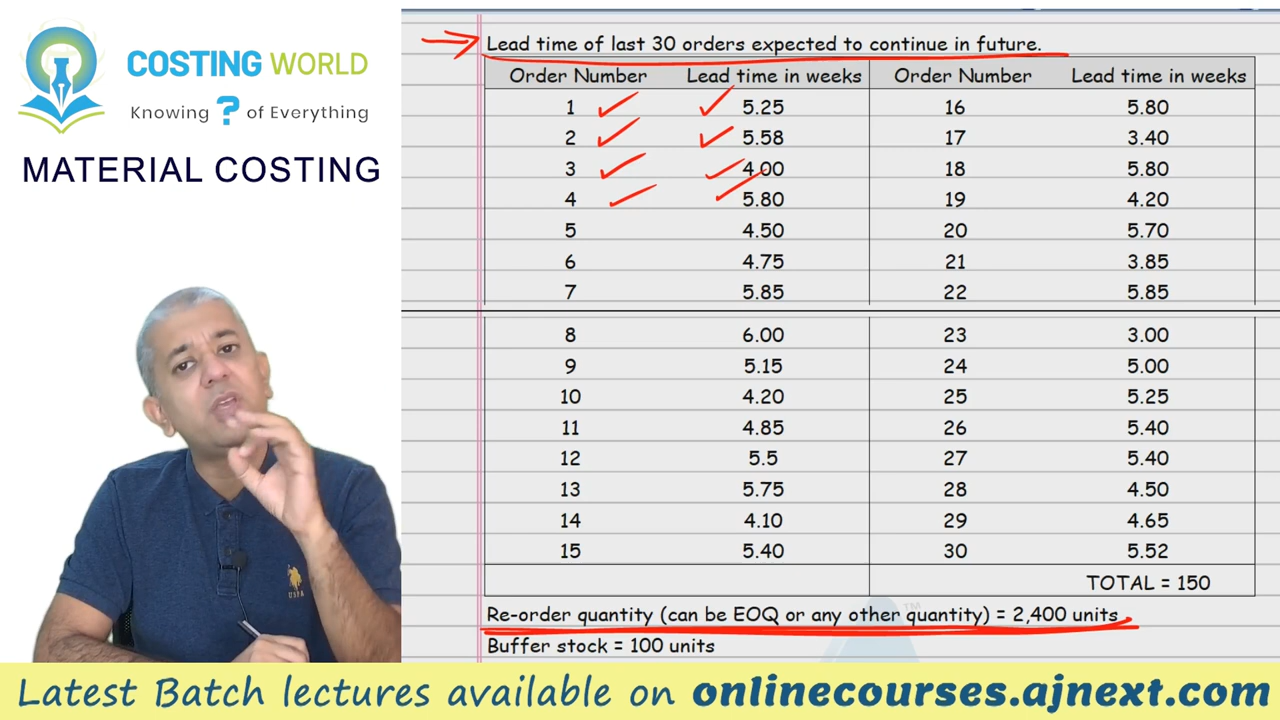 COSTING WORLD
Knowing ? of Everything
MATERIAL COSTING
Lead time of last 30 orders expected to continue in future.
Order Number Lead time in weeks Order Number Lead time in weeks
1 5.25 16 5.80
2 5.58 17 3.40
3 4.00 18 5.80
4 5.80 19 4.20
5 4.50 20 5.70
6 4.75 21 3.85
7 5.85 22 5.85
8 6.00 23 3.00
9 5.15 24 5.00
10 4.20 25 5.25
11 4.85 26 5.40
12 5.5 27 5.40
13 5.75 28 4.50
14 4.10 29 4.65
15 5.40 30 5.52
TOTAL = 150
TM
Re-order quantity (can be EOQ or any other quantity) = 2,400 units
Buffer stock = 100 units
USPA
Latest Batch lectures available on onlinecourses.ajnext.com